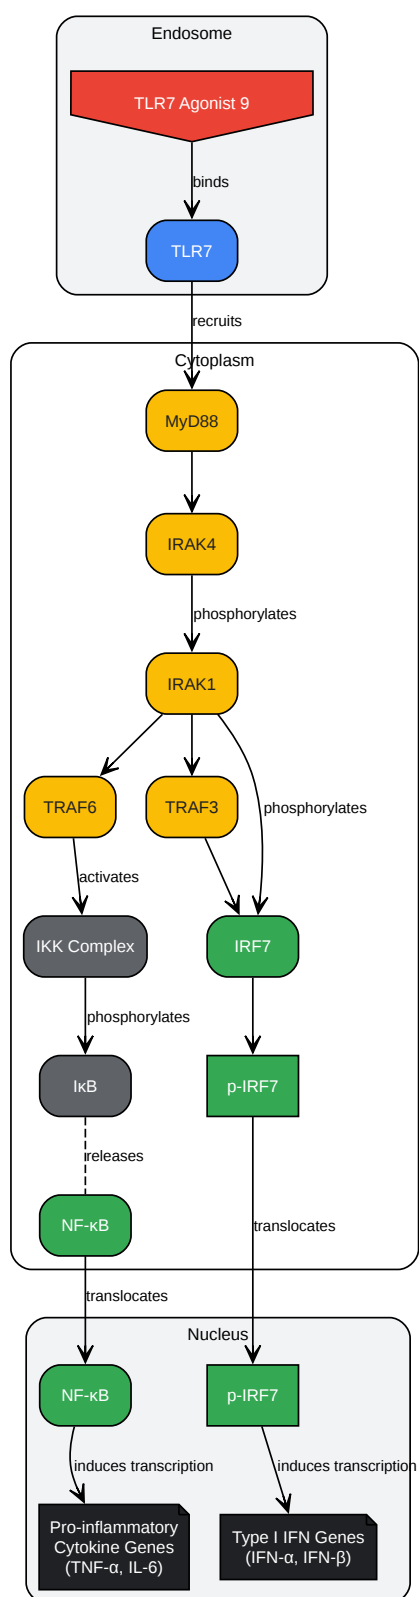 Endosome
TLR7 Agonist 9
binds
TLR7
recruits
Cytoplasm
MyD88
IRAK4
phosphorylates
IRAK1
TRAF6
TRAF3
phosphorylates
activates
IKK Complex
IRF7
phosphorylates
IκB
p-IRF7
releases
NF-κB
translocates
translocates
Nucleus
NF-κB
p-IRF7
induces transcription
induces transcription
Pro-inflammatory
Cytokine Genes
(TNF-α, IL-6)
Type I IFN Genes
(IFN-α, IFN-β)